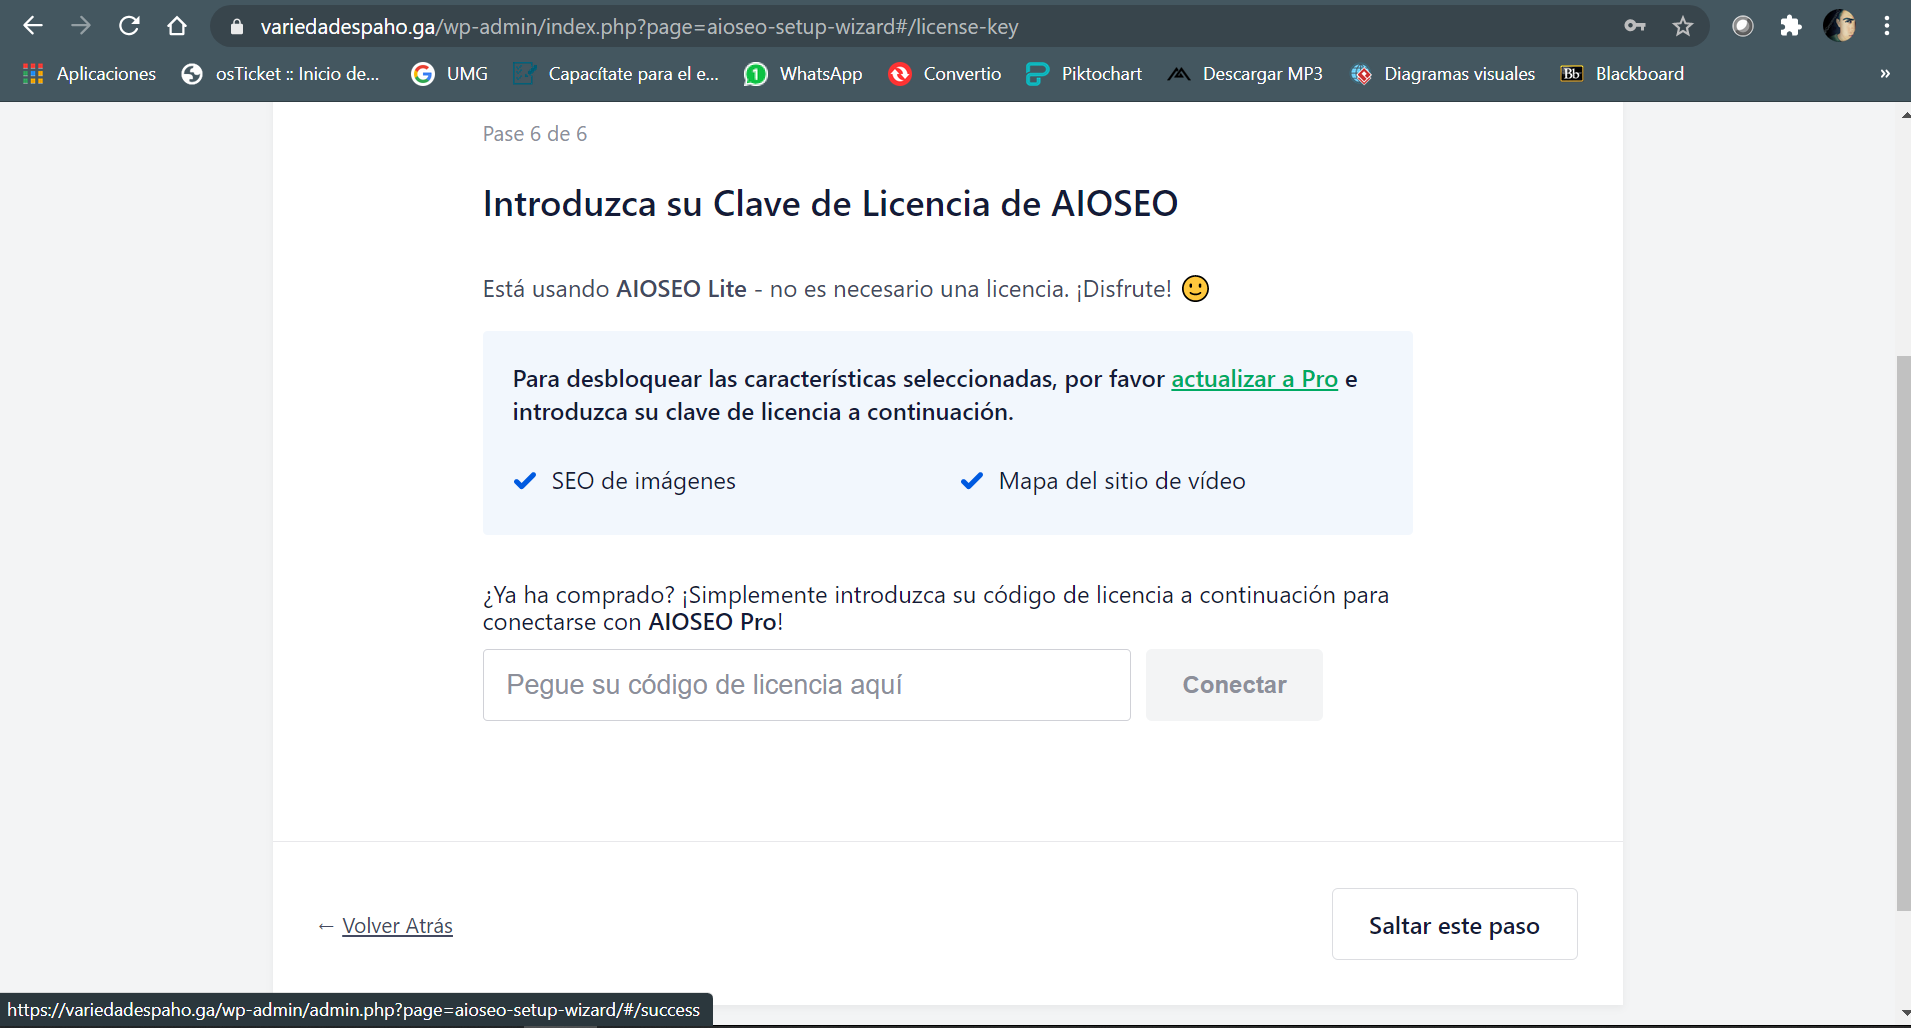 variedadespaho.ga/wp-admin/index.php?page=aioseo-setup-wizard#/license-key
Aplicaciones osTicket :: Inicio de... UMG Capacítate para el e... 1 WhatsApp Convertio Piktochart Descargar MP3 Diagramas visuales Bb Blackboard »
Pase 6 de 6
Introduzca su Clave de Licencia de AIOSEO
Está usando AIOSEO Lite - no es necesario una licencia. ¡Disfrute! 🙂
Para desbloquear las características seleccionadas, por favor actualizar a Pro e
introduzca su clave de licencia a continuación.
SEO de imágenes Mapa del sitio de vídeo
¿Ya ha comprado? ¡Simplemente introduzca su código de licencia a continuación para
conectarse con AIOSEO Pro!
Pegue su código de licencia aquí Conectar
← Volver Atrás Saltar este paso
https://variedadespaho.ga/wp-admin/admin.php?page=aioseo-setup-wizard/#/success